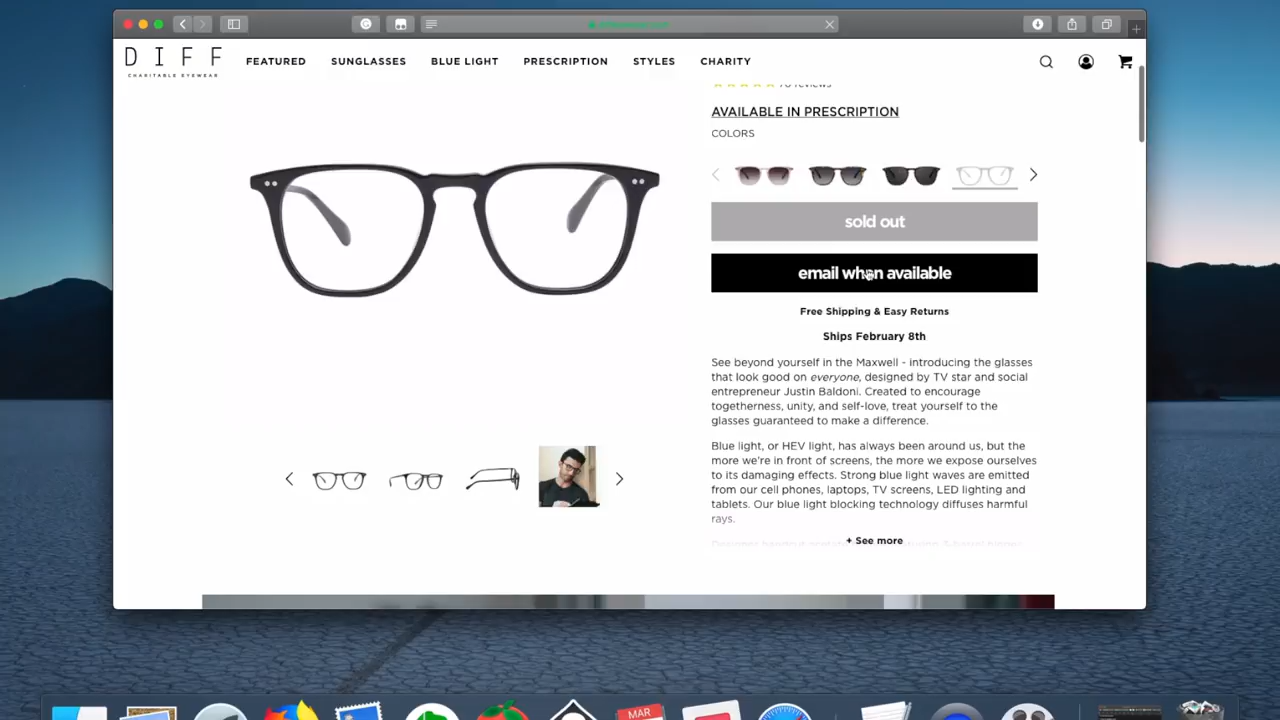 D I F F
CHARITABLE EYEWEAR
FEATURED SUNGLASSES BLUE LIGHT PRESCRIPTION STYLES CHARITY
reviews
AVAILABLE IN PRESCRIPTION
COLORS
sold out
email when available
Free Shipping & Easy Returns
Ships February 8th
See beyond yourself in the Maxwell - introducing the glasses
that look good on everyone, designed by TV star and social
entrepreneur Justin Baldoni. Created to encourage
togetherness, unity, and self-love, treat yourself to the
glasses guaranteed to make a difference.
Blue light, or HEV light, has always been around us, but the
more we're in front of screens, the more we expose ourselves
to its damaging effects. Strong blue light waves are emitted
from our cell phones, laptops, TV screens, LED lighting and
tablets. Our blue light blocking technology diffuses harmful
rays.
+ See more
MAR